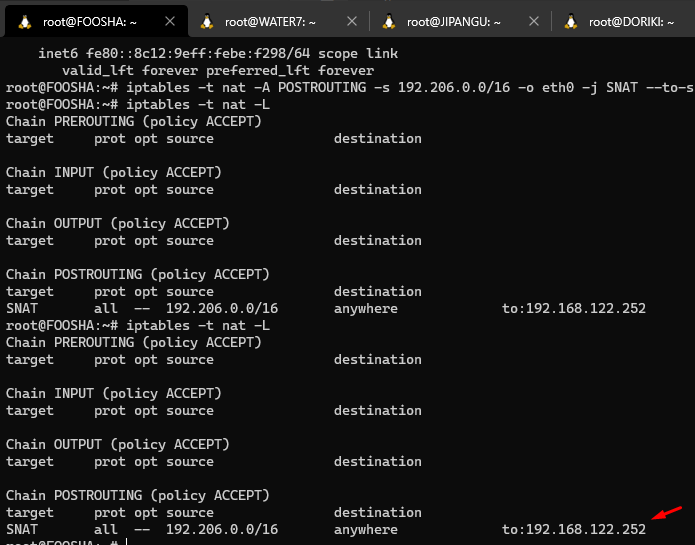 root@FOOSHA: ~ root@WATER7: ~ root@JIPANGU: ~ root@DORIKI: ~
inet6 fe80::8c12:9eff:febe:f298/64 scope link
valid_lft forever preferred_lft forever
root@FOOSHA:~# iptables -t nat -A POSTROUTING -s 192.206.0.0/16 -o eth0 -j SNAT --to-s
root@FOOSHA:~# iptables -t nat -L
Chain PREROUTING (policy ACCEPT)
target prot opt source destination
Chain INPUT (policy ACCEPT)
target prot opt source destination
Chain OUTPUT (policy ACCEPT)
target prot opt source destination
Chain POSTROUTING (policy ACCEPT)
target prot opt source destination
SNAT all -- 192.206.0.0/16 anywhere to:192.168.122.252
root@FOOSHA:~# iptables -t nat -L
Chain PREROUTING (policy ACCEPT)
target prot opt source destination
Chain INPUT (policy ACCEPT)
target prot opt source destination
Chain OUTPUT (policy ACCEPT)
target prot opt source destination
Chain POSTROUTING (policy ACCEPT)
target prot opt source destination
SNAT all -- 192.206.0.0/16 anywhere to:192.168.122.252
root@FOOSHA:~#